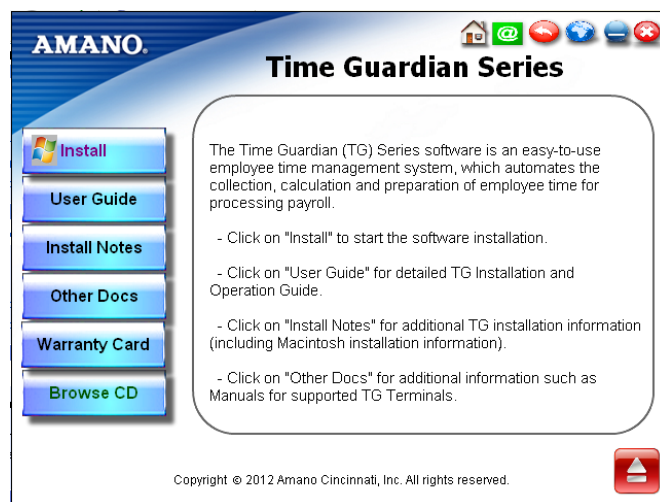 AMANO.
@
Time Guardian Series
Install
User Guide
Install Notes
Other Docs
Warranty Card
Browse CD
The Time Guardian (TG) Series software is an easy-to-use
employee time management system, which automates the
collection, calculation and preparation of employee time for
processing payroll.
- Click on "Install" to start the software installation.
- Click on "User Guide" for detailed TG Installation and
Operation Guide.
- Click on "Install Notes" for additional TG installation information
(including Macintosh installation information).
- Click on "Other Docs" for additional information such as
Manuals for supported TG Terminals.
Copyright © 2012 Amano Cincinnati, Inc. All rights reserved.